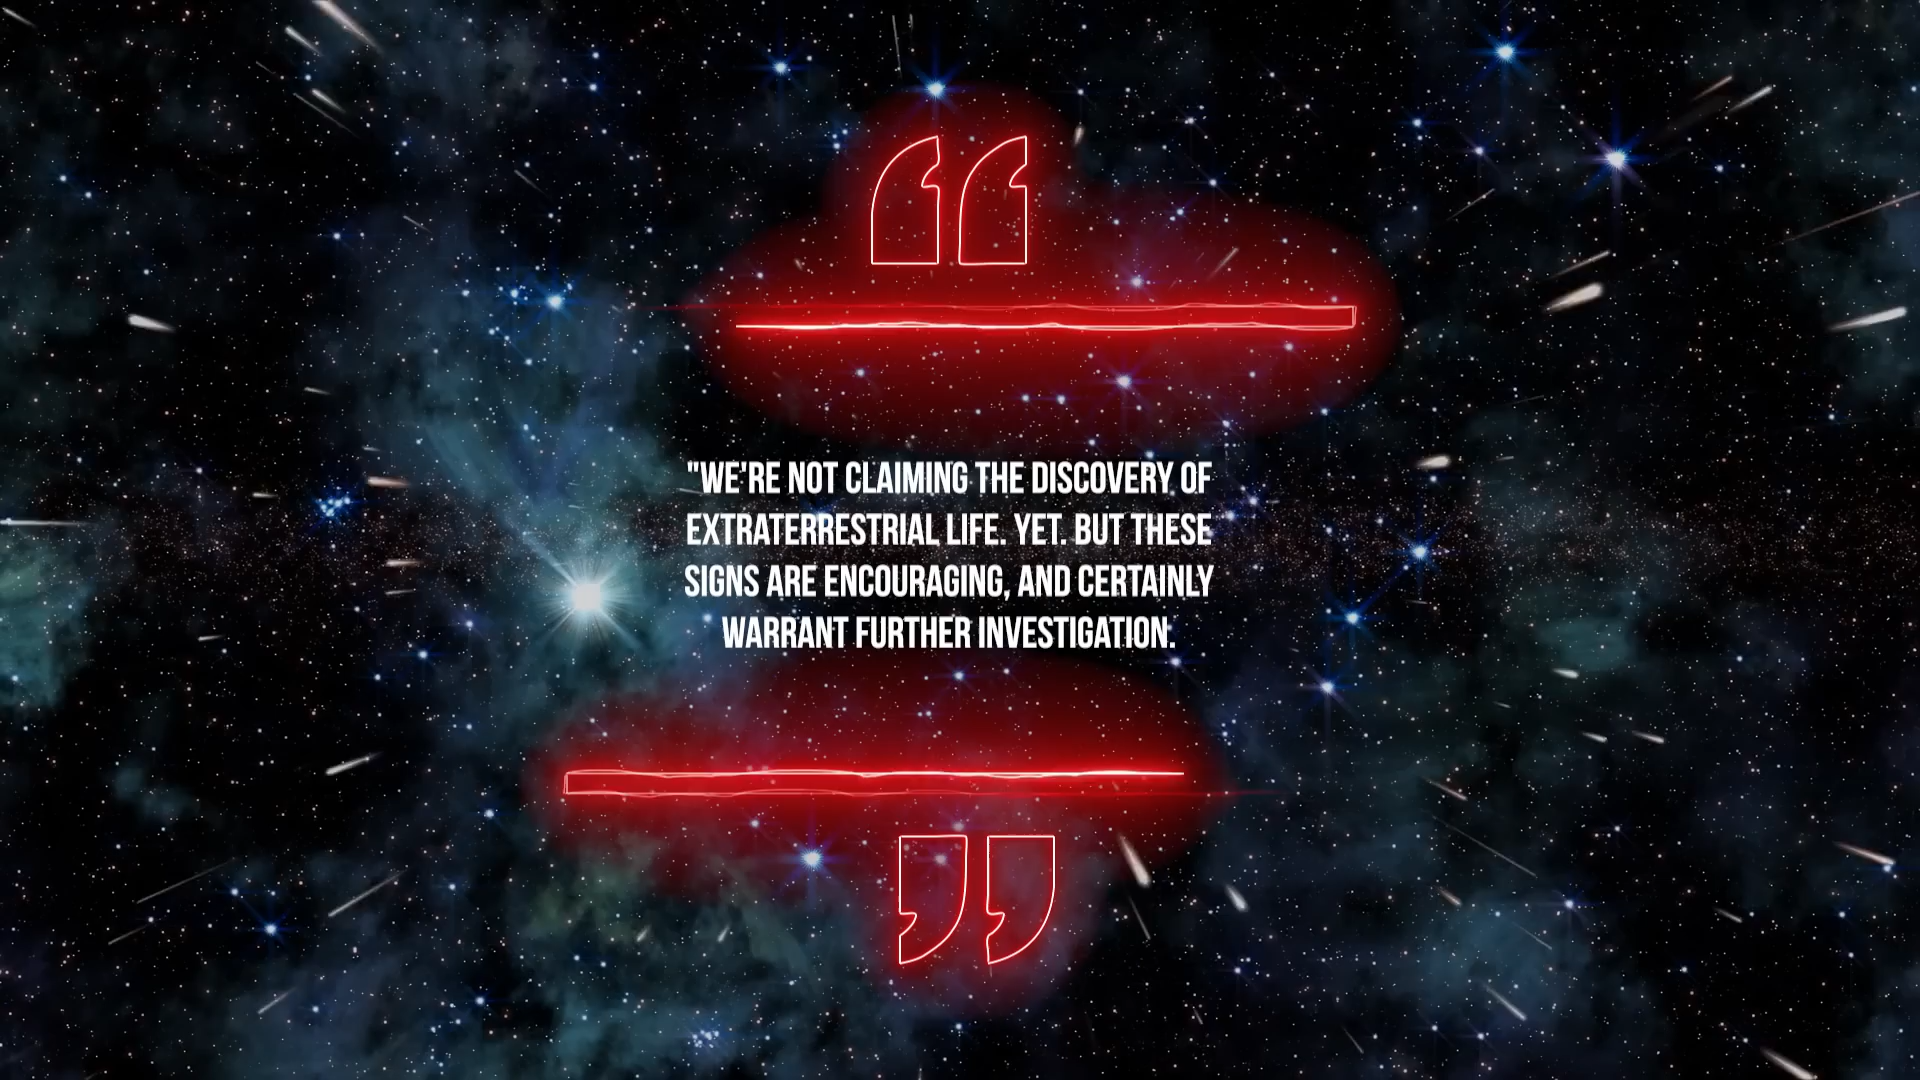 "WE'RE NOT CLAIMING THE DISCOVERY OF
EXTRATERRESTRIAL LIFE. YET. BUT THESE
SIGNS ARE ENCOURAGING, AND CERTAINLY
WARRANT FURTHER INVESTIGATION.